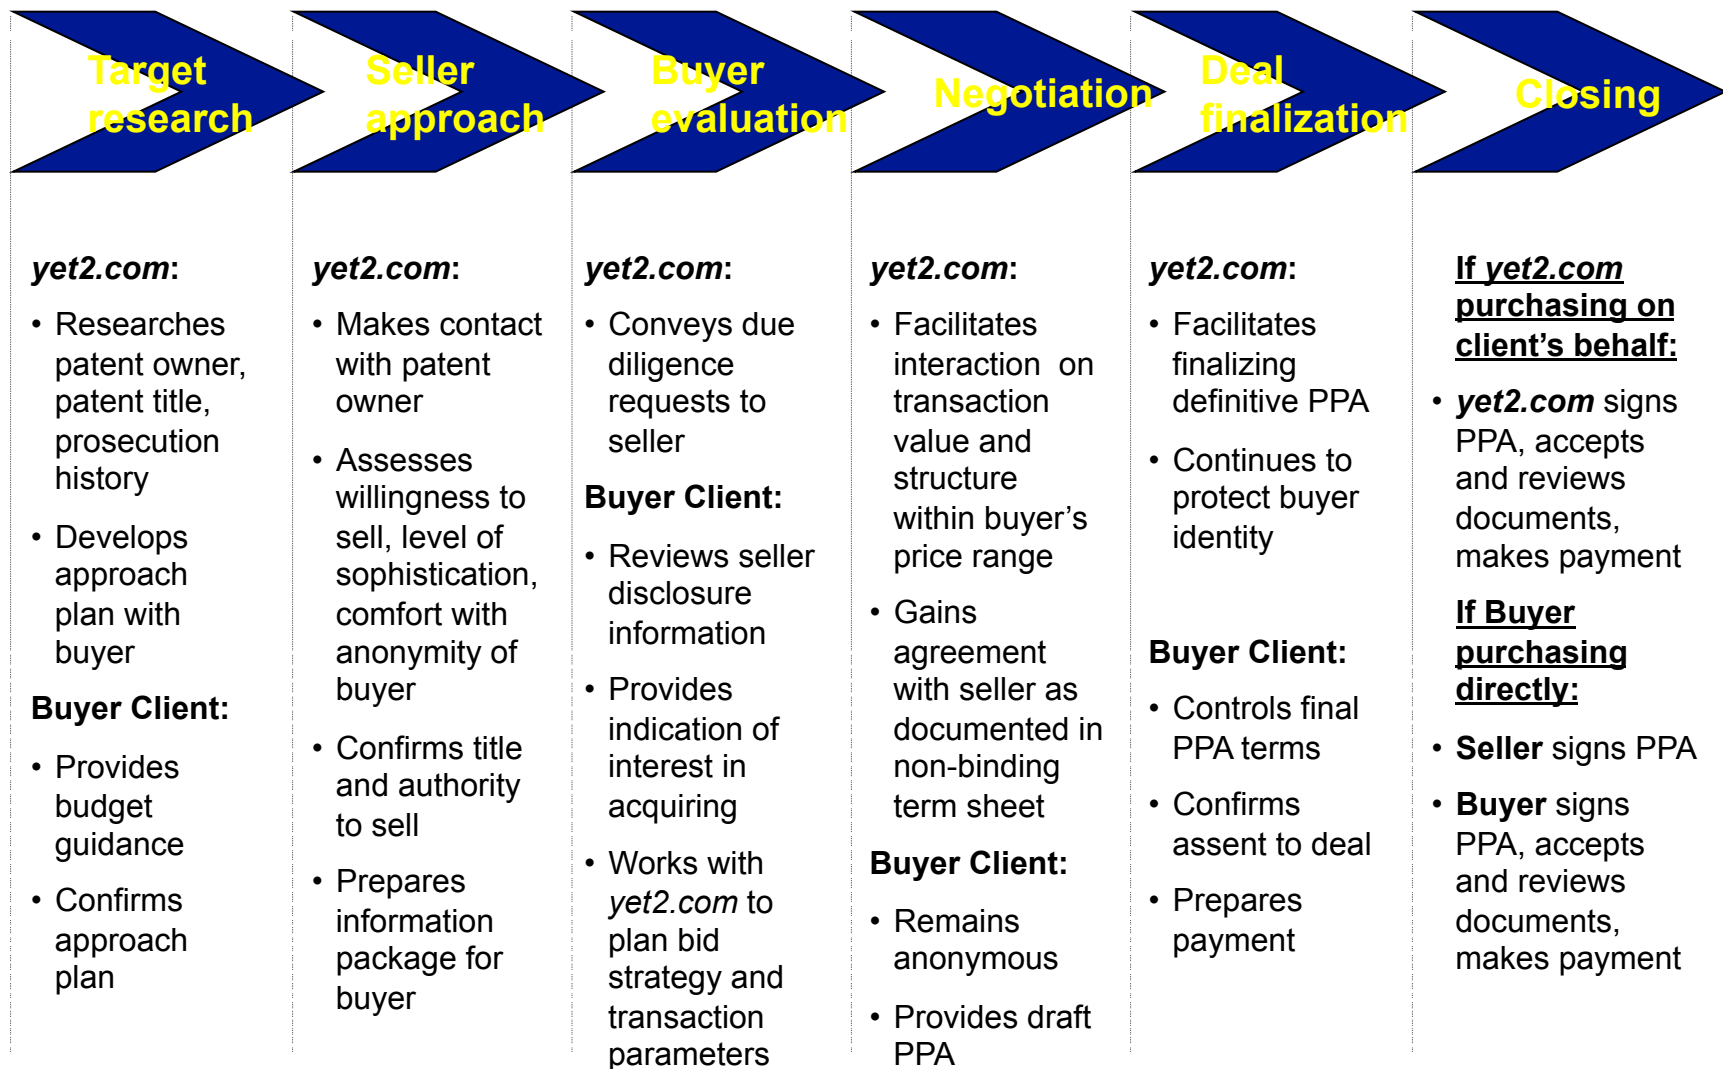 Target
research
Seller
approach
Buyer
evaluation
Negotiation
Deal
finalization
Closing
yet2.com:
• Researches
patent owner,
patent title,
prosecution
history
• Develops
approach
plan with
buyer
Buyer Client:
• Provides
budget
guidance
• Confirms
approach
plan
yet2.com:
• Makes contact
with patent
owner
• Assesses
willingness to
sell, level of
sophistication,
comfort with
anonymity of
buyer
• Confirms title
and authority
to sell
• Prepares
information
package for
buyer
yet2.com:
• Conveys due
diligence
requests to
seller
Buyer Client:
• Reviews seller
disclosure
information
• Provides
indication of
interest in
acquiring
• Works with
yet2.com to
plan bid
strategy and
transaction
parameters
yet2.com:
• Facilitates
interaction on
transaction
value and
structure
within buyer’s
price range
• Gains
agreement
with seller as
documented in
non-binding
term sheet
Buyer Client:
• Remains
anonymous
• Provides draft
PPA
yet2.com:
• Facilitates
finalizing
definitive PPA
• Continues to
protect buyer
identity
Buyer Client:
• Controls final
PPA terms
• Confirms
assent to deal
• Prepares
payment
If yet2.com
purchasing on
client’s behalf:
• yet2.com signs
PPA, accepts
and reviews
documents,
makes payment
If Buyer
purchasing
directly:
• Seller signs PPA
• Buyer signs
PPA, accepts
and reviews
documents,
makes payment